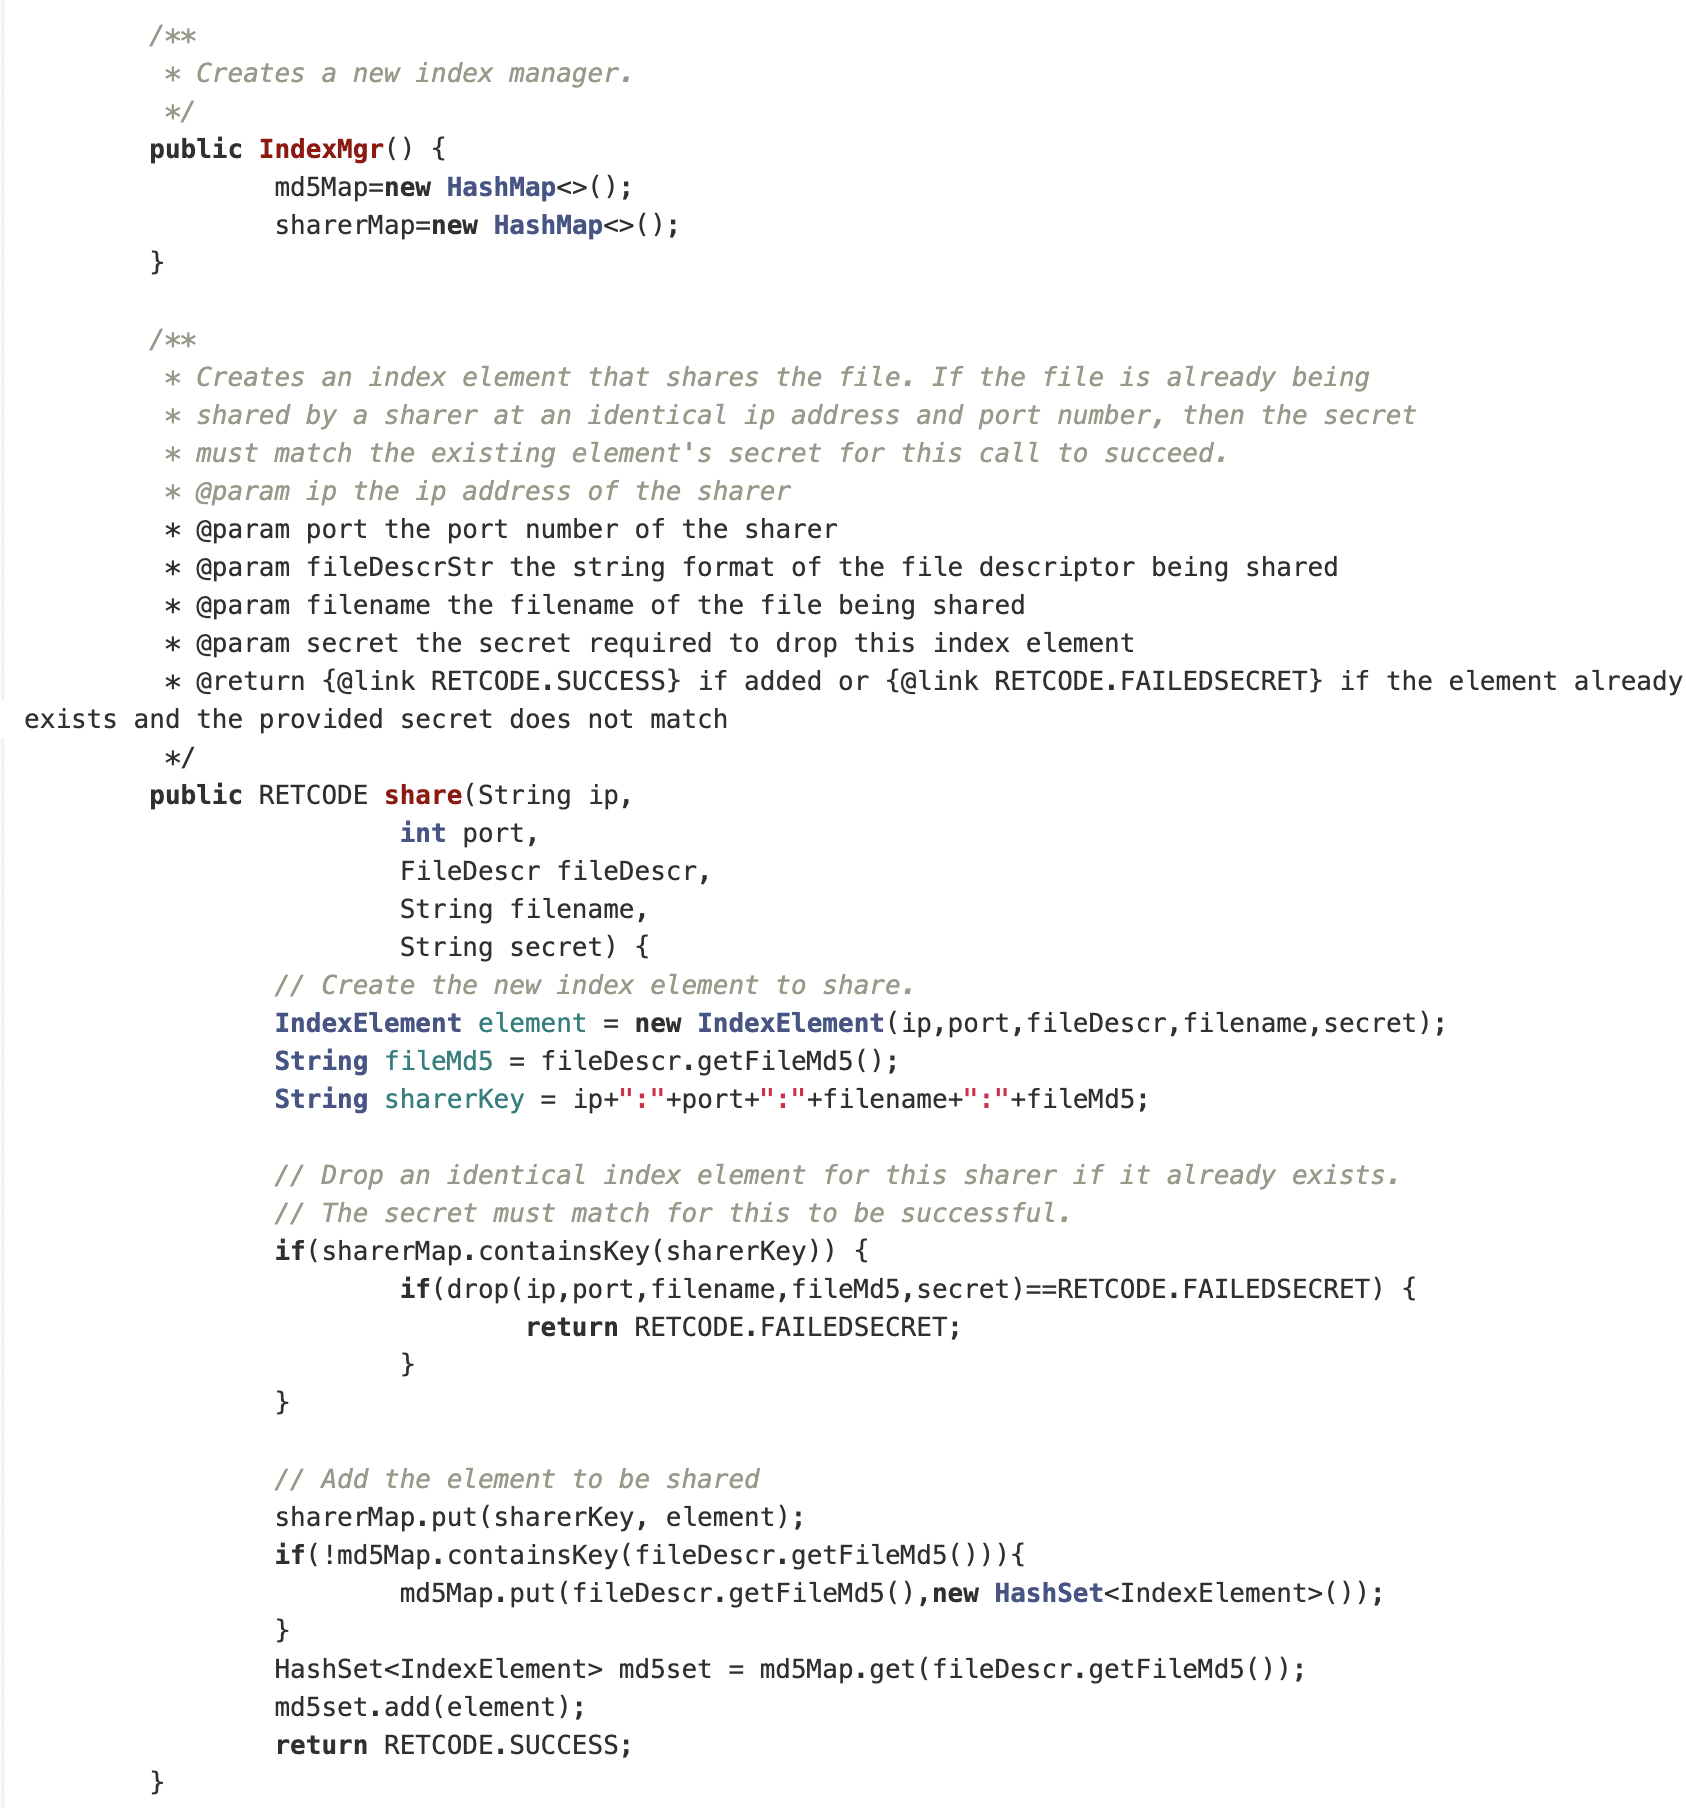 /**
 * Creates a new index manager.
 */
public IndexMgr() {
        md5Map=new HashMap<>();
        sharerMap=new HashMap<>();
}

/**
 * Creates an index element that shares the file. If the file is already being
 * shared by a sharer at an identical ip address and port number, then the secret
 * must match the existing element's secret for this call to succeed.
 * @param ip the ip address of the sharer
 * @param port the port number of the sharer
 * @param fileDescrStr the string format of the file descriptor being shared
 * @param filename the filename of the file being shared
 * @param secret the secret required to drop this index element
 * @return {@link RETCODE.SUCCESS} if added or {@link RETCODE.FAILEDSECRET} if the element already
exists and the provided secret does not match
 */
public RETCODE share(String ip,
                int port,
                FileDescr fileDescr,
                String filename,
                String secret) {
        // Create the new index element to share.
        IndexElement element = new IndexElement(ip,port,fileDescr,filename,secret);
        String fileMd5 = fileDescr.getFileMd5();
        String sharerKey = ip+":"+port+":"+filename+":"+fileMd5;

        // Drop an identical index element for this sharer if it already exists.
        // The secret must match for this to be successful.
        if(sharerMap.containsKey(sharerKey)) {
                if(drop(ip,port,filename,fileMd5,secret)==RETCODE.FAILEDSECRET) {
                        return RETCODE.FAILEDSECRET;
                }
        }

        // Add the element to be shared
        sharerMap.put(sharerKey, element);
        if(!md5Map.containsKey(fileDescr.getFileMd5())){
                md5Map.put(fileDescr.getFileMd5(),new HashSet<IndexElement>());
        }
        HashSet<IndexElement> md5set = md5Map.get(fileDescr.getFileMd5());
        md5set.add(element);
        return RETCODE.SUCCESS;
}